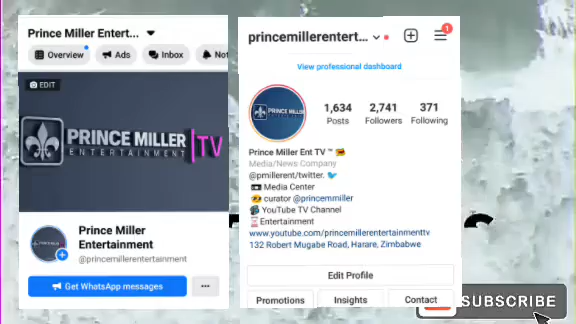 Prince Miller Entert...
Overview
Ads
Inbox
EDIT
PRINCE MILLER TV
ENTERTAINMENT
Prince Miller
Entertainment
@princemillerentertainment
Get WhatsApp messages
...
princemillerentert...
1
View professional dashboard
PRINCE MILLER
1,634
2,741
371
Posts
Followers
Following
Prince Miller Ent TV ™
Media/News Company
@pmillerent/twitter.
Media Center
curator @princemmiller
YouTube TV Channel
Entertainment
www.youtube.com/princemillerentertainmenttv
132 Robert Mugabe Road, Harare, Zimbabwe
Edit Profile
Promotions
Insights
Contact
SUBSCRIBE